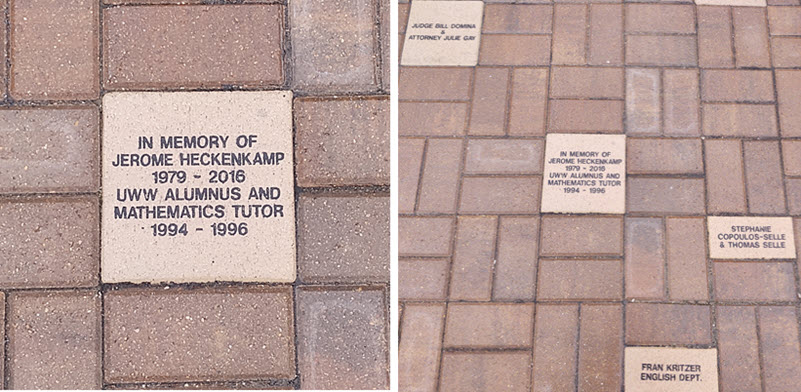 IN MEMORY OF
JEROME HECKENKAMP
1979 - 2016
UWW ALUMNUS AND
MATHEMATICS TUTOR
1994 - 1996
JUDGE BILL DOMINA
&
ATTORNEY JULIE GAY
IN MEMORY OF
JEROME HECKENKAMP
1979 - 2016
UWW ALUMNUS AND
MATHEMATICS TUTOR
1994 - 1996
STEPHANIE
COPOULOS-SELLE
& THOMAS SELLE
FRAN KRITZER
ENGLISH DEPT.